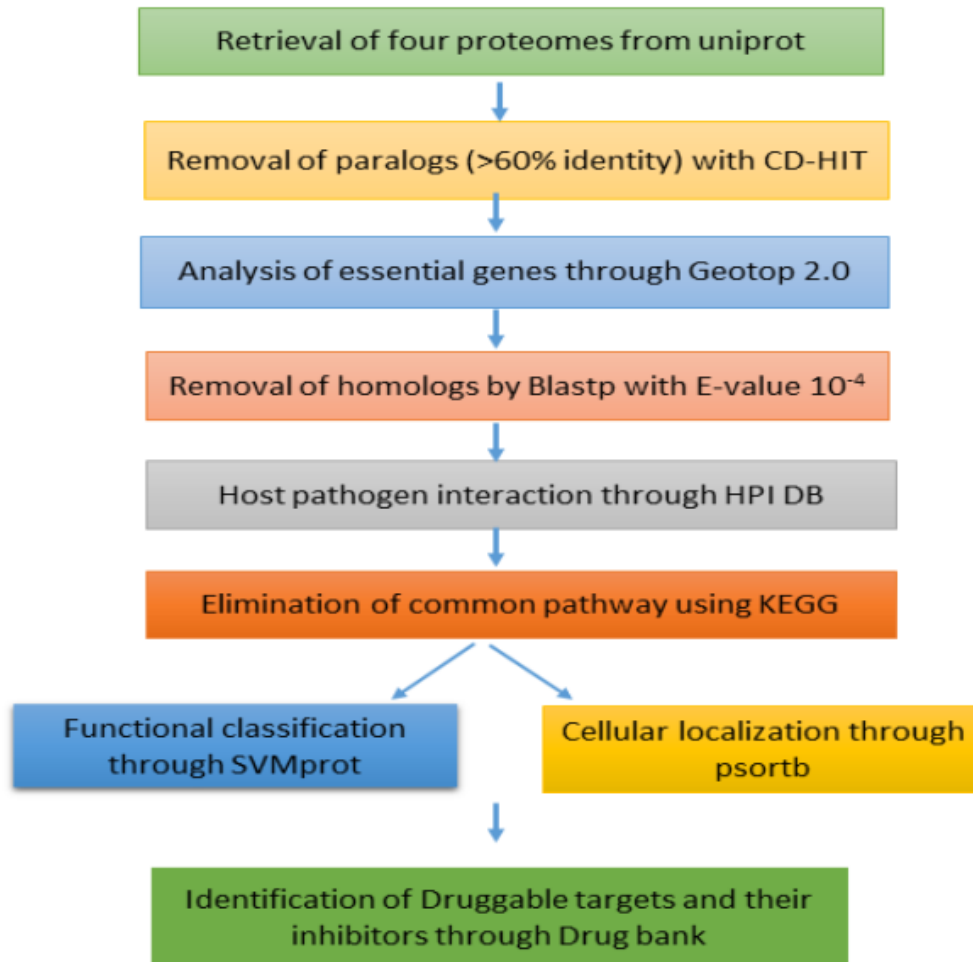 Retrieval of four proteomes from uniprot
Removal of paralogs (>60% identity) with CD-HIT
Analysis of essential genes through Geotop 2.0
Removal of homologs by Blastp with E-value 10⁻⁴
Host pathogen interaction through HPI DB
Elimination of common pathway using KEGG
Functional classification
through SVMprot
Cellular localization through
psortb
Identification of Druggable targets and their
inhibitors through Drug bank